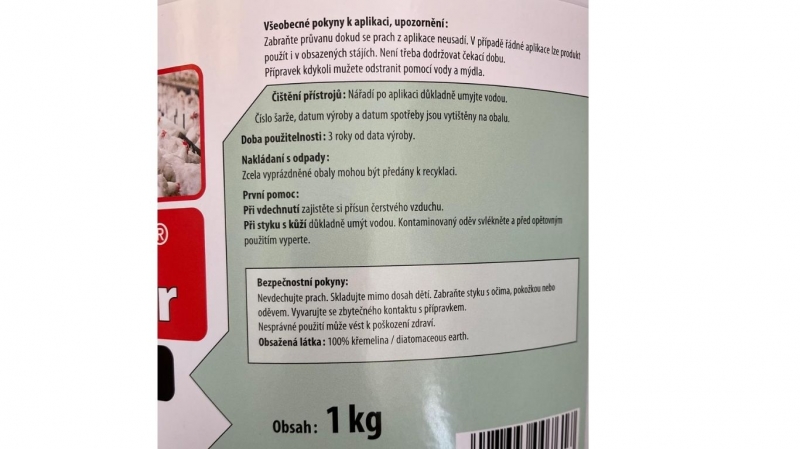 Všeobecné pokyny k aplikaci, upozornění:
Zabraňte průvanu dokud se prach z aplikace neusadí. V případě řádné aplikace lze produkt
použít i v obsazených stájích. Není třeba dodržovat čekací dobu.
Přípravek kdykoli mužete odstranit pomocí vody a mýdla.
Čištění přístrojů: Nářadí po aplikaci důkladně umyjte vodou.
Číslo šarže, datum výroby a datum spotřeby jsou vytištěny na obalu.
Doba použitelnosti: 3 roky od data výroby.
Nakládaní s odpady:
Zcela vyprázdněné obaly mohou být předány k recyklaci.
První pomoc:
Při vdechnutí zajistěte si přísun čerstvého vzduchu.
Při styku s kůží důkladně umýt vodou. Kontaminovaný oděv svlékněte a před opětovným
použitím vyperte.
® 
r
Bezpečnostní pokyny:
Nevdechujte prach. Skladujte mimo dosah dětí. Zabraňte styku s očima, pokožkou nebo
oděvem. Vyvarujte se zbytečného kontaktu s přípravkem.
Nesprávné použití může vést k poškození zdraví.
Obsažená látka: 100% křemelina / diatomaceous earth.
Obsah: 1 kg